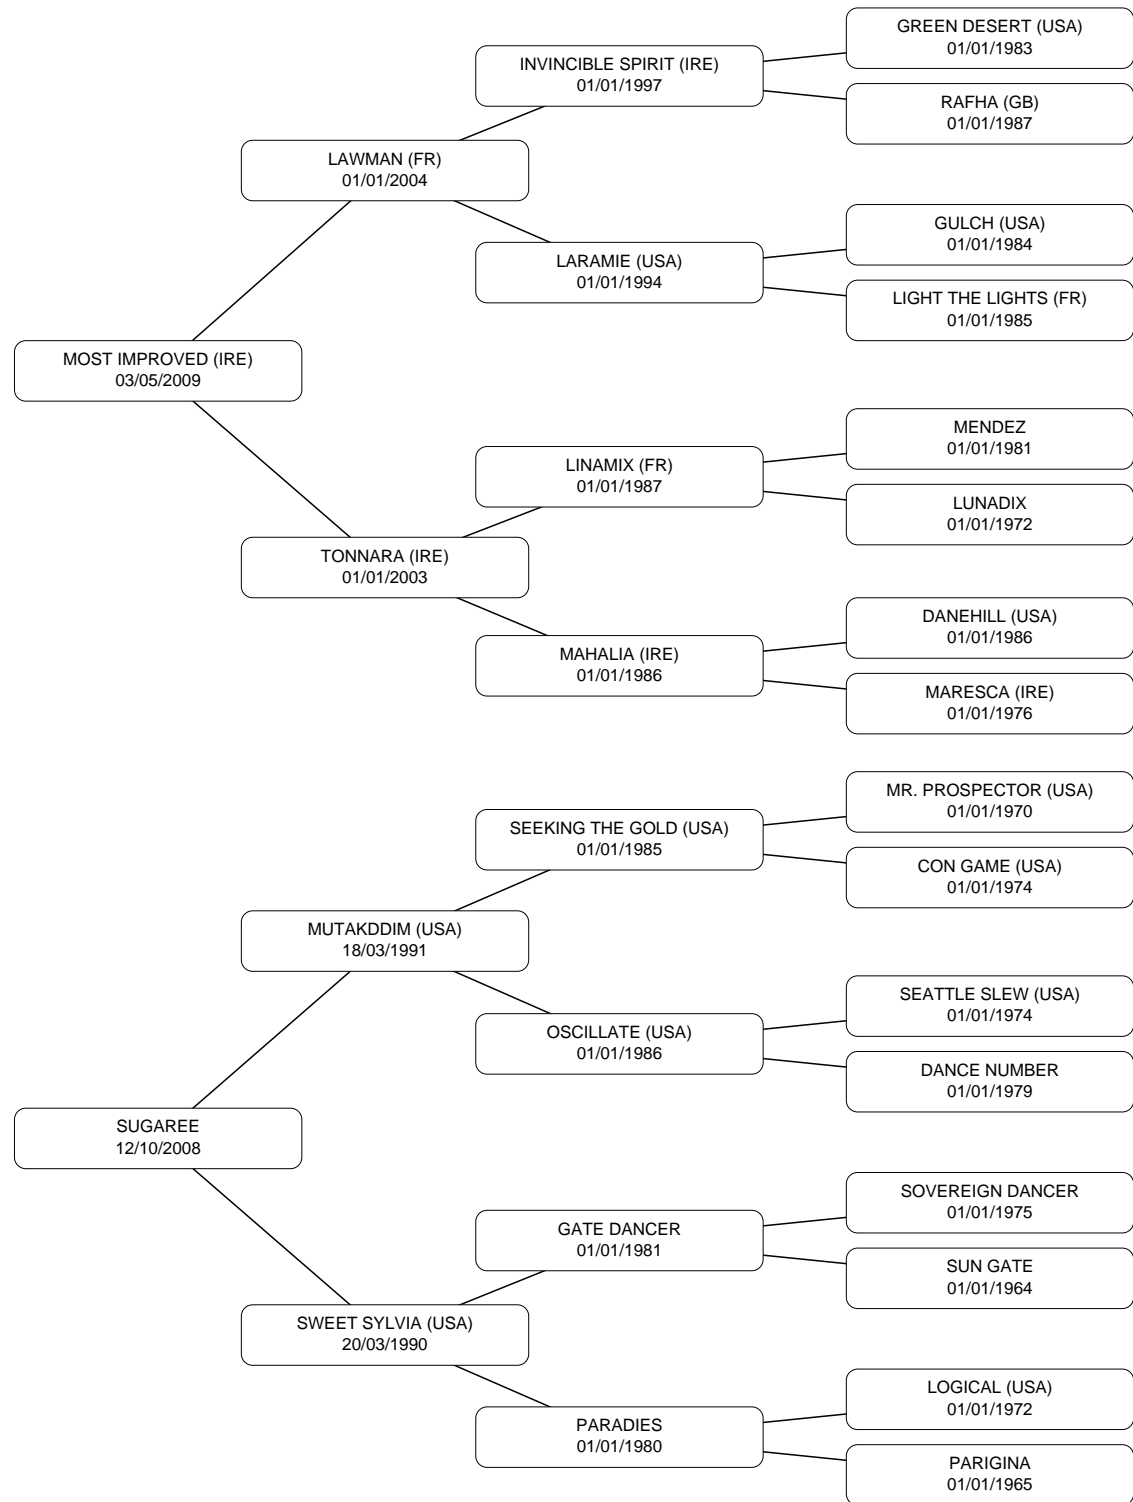 GREEN DESERT (USA)
01/01/1983
INVINCIBLE SPIRIT (IRE)
01/01/1997
RAFHA (GB)
01/01/1987
LAWMAN (FR)
01/01/2004
GULCH (USA)
01/01/1984
LARAMIE (USA)
01/01/1994
LIGHT THE LIGHTS (FR)
01/01/1985
MOST IMPROVED (IRE)
03/05/2009
MENDEZ
01/01/1981
LINAMIX (FR)
01/01/1987
LUNADIX
01/01/1972
TONNARA (IRE)
01/01/2003
DANEHILL (USA)
01/01/1986
MAHALIA (IRE)
01/01/1986
MARESCA (IRE)
01/01/1976
MR. PROSPECTOR (USA)
01/01/1970
SEEKING THE GOLD (USA)
01/01/1985
CON GAME (USA)
01/01/1974
MUTAKDDIM (USA)
18/03/1991
SEATTLE SLEW (USA)
01/01/1974
OSCILLATE (USA)
01/01/1986
DANCE NUMBER
01/01/1979
SUGAREE
12/10/2008
SOVEREIGN DANCER
01/01/1975
GATE DANCER
01/01/1981
SUN GATE
01/01/1964
SWEET SYLVIA (USA)
20/03/1990
LOGICAL (USA)
01/01/1972
PARADIES
01/01/1980
PARIGINA
01/01/1965